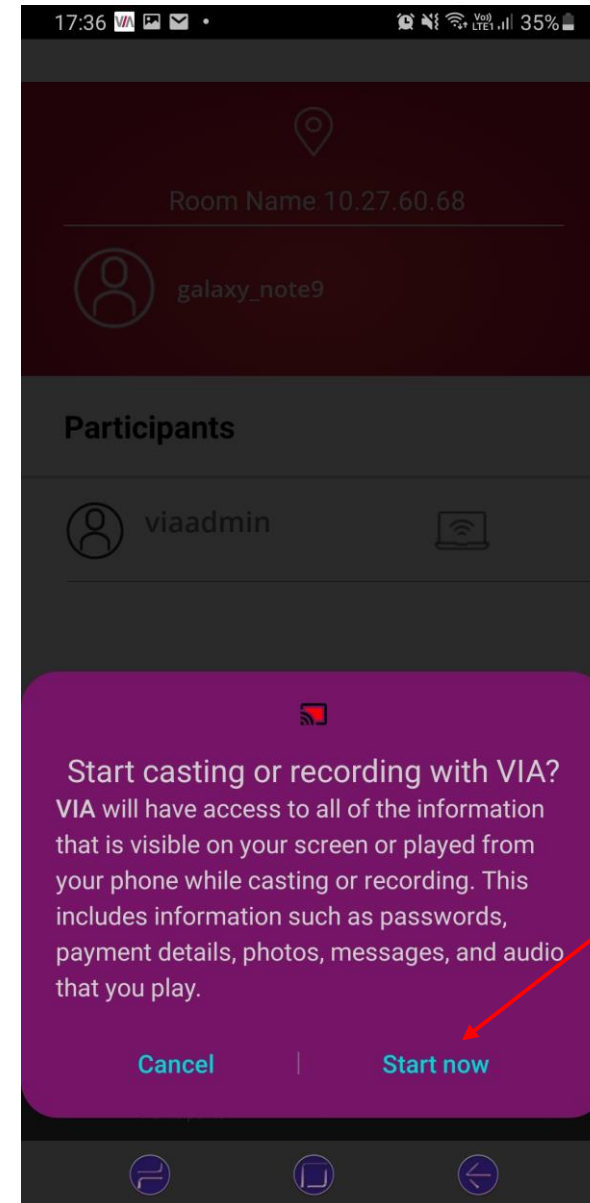 17:36 VIA Vo)) LTE1 35%
Room Name 10.27.60.68
galaxy_note9
Participants
viaadmin
Start casting or recording with VIA?
VIA will have access to all of the information
that is visible on your screen or played from
your phone while casting or recording. This
includes information such as passwords,
payment details, photos, messages, and audio
that you play.
Cancel | Start now